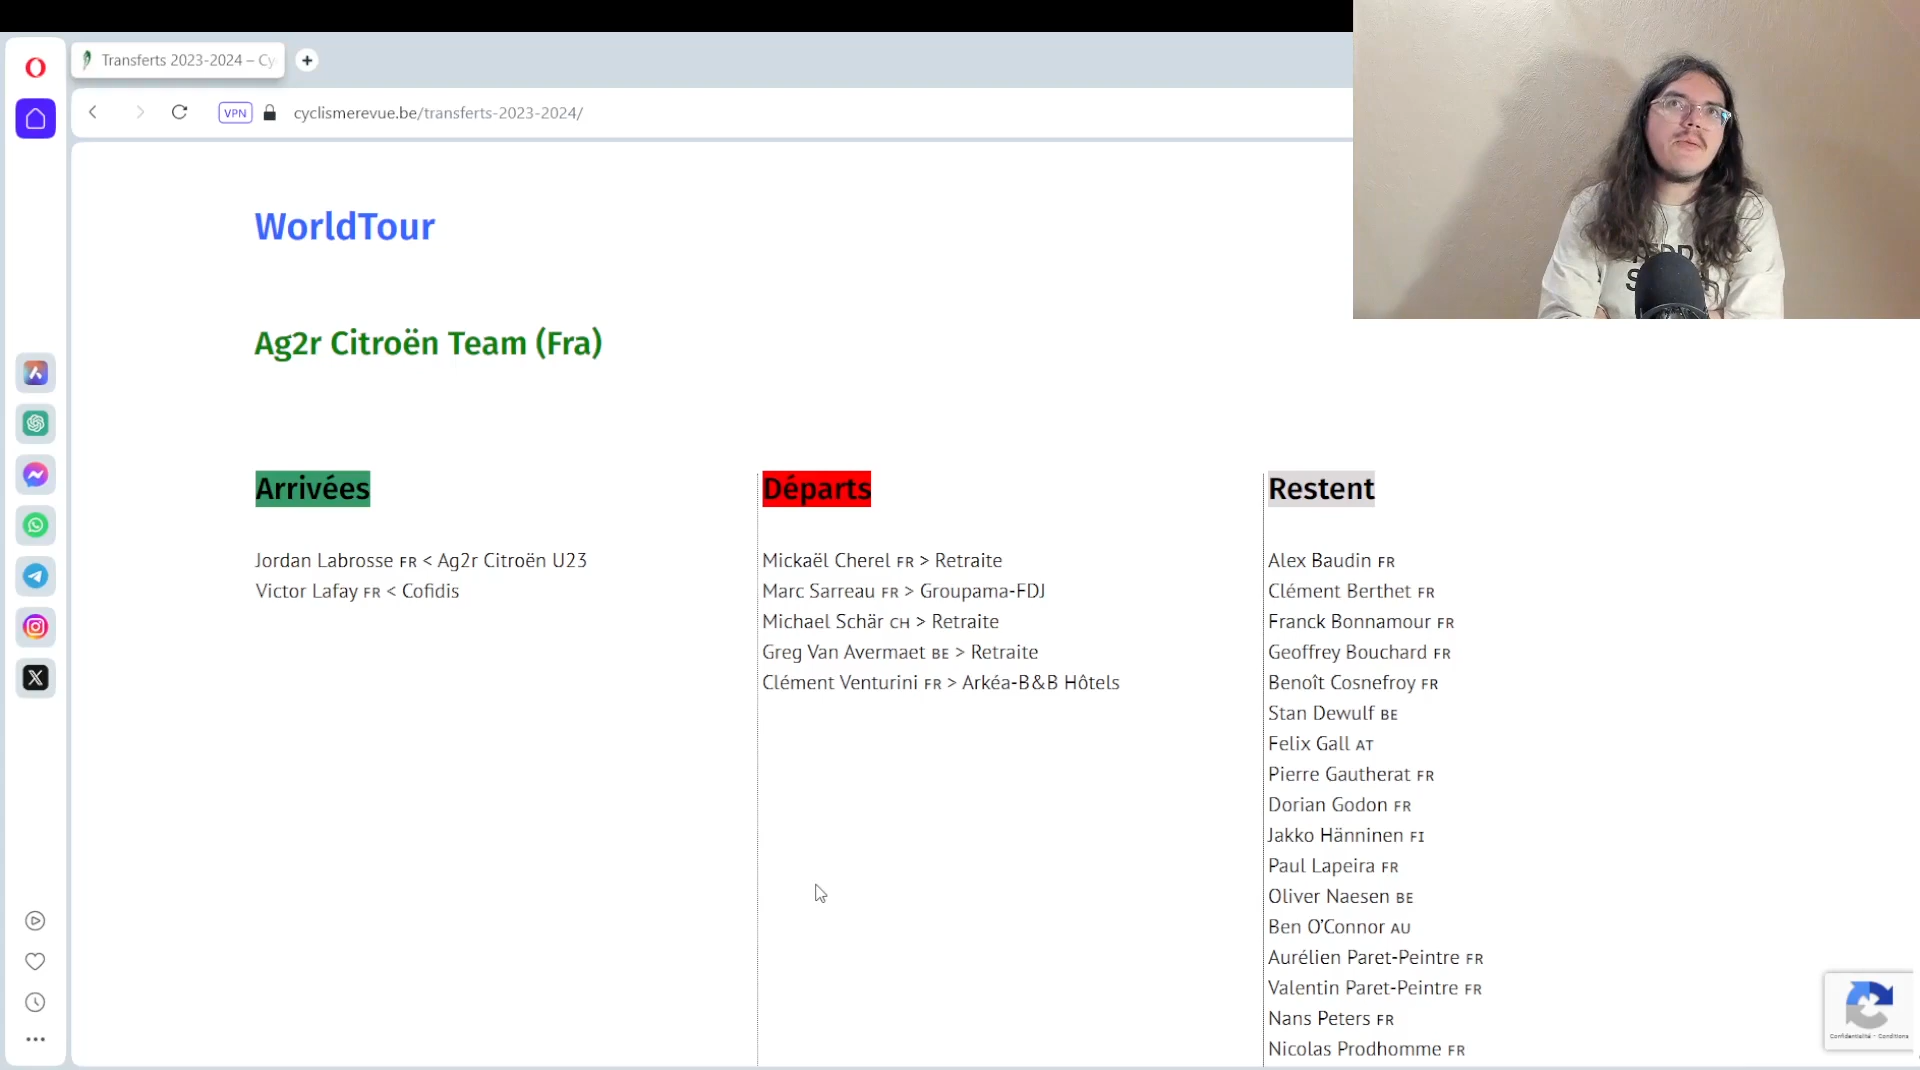 Transferts 2023-2024 – Cy
VPN
cyclismerevue.be/transferts-2023-2024/
WorldTour
Ag2r Citroën Team (Fra)
Arrivées
Jordan Labrosse FR < Ag2r Citroën U23
Victor Lafay FR < Cofidis
Départs
Mickaël Cherel FR > Retraite
Marc Sarreau FR > Groupama-FDJ
Michael Schär CH > Retraite
Greg Van Avermaet BE > Retraite
Clément Venturini FR > Arkéa-B&B Hôtels
Restent
Alex Baudin FR
Clément Berthet FR
Franck Bonnamour FR
Geoffrey Bouchard FR
Benoît Cosnefroy FR
Stan Dewulf BE
Felix Gall AT
Pierre Gautherat FR
Dorian Godon FR
Jakko Hänninen FI
Paul Lapeira FR
Oliver Naesen BE
Ben O'Connor AU
Aurélien Paret-Peintre FR
Valentin Paret-Peintre FR
Nans Peters FR
Nicolas Prodhomme FR
Confidentialité - Conditions